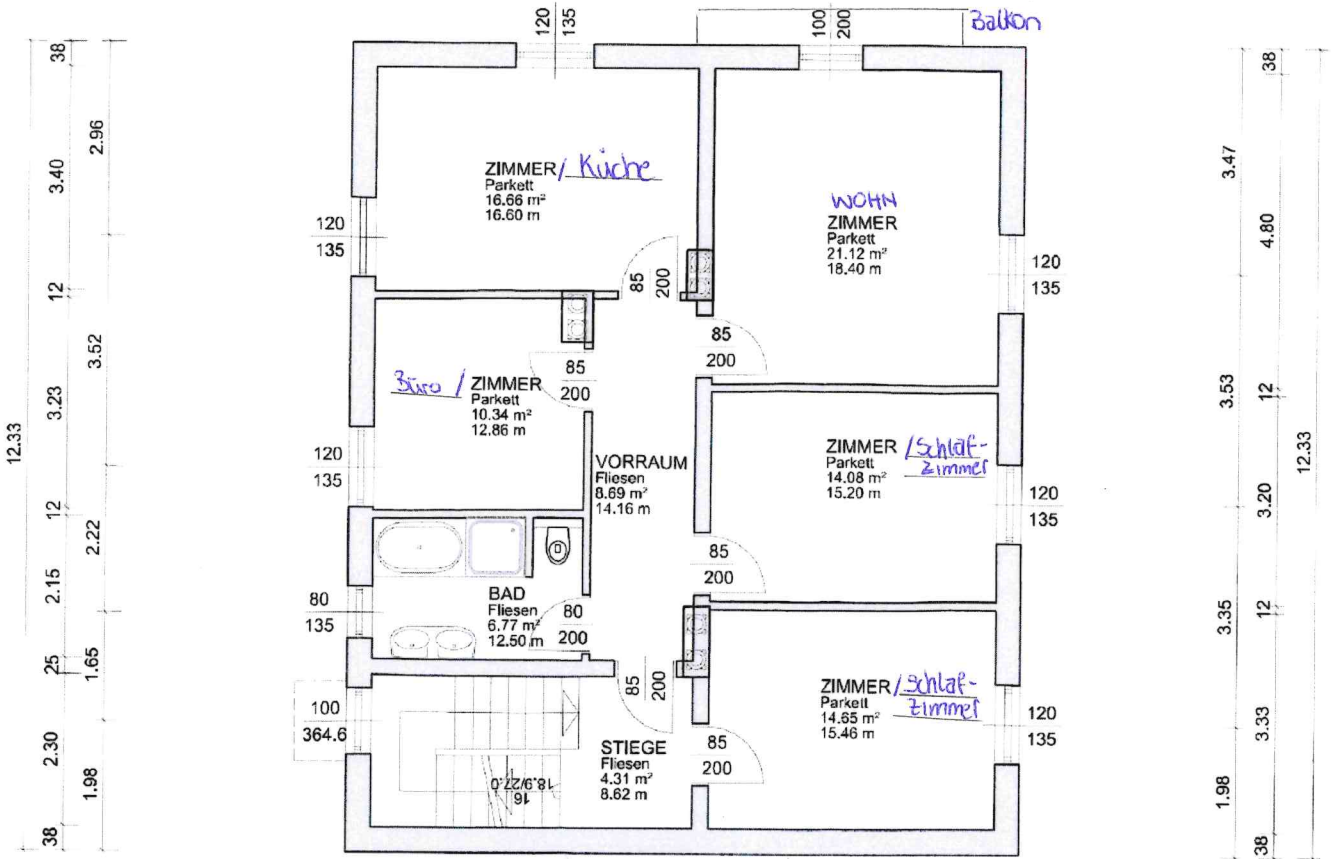 120
135
100
200
Balkon
38
3.40
12
3.23
12
2.15
25
2.30
38
2.96
3.52
2.22
1.65
1.98
12.33
ZIMMER / Küche
Parkett
16.66 m²
16.60 m
120
135
85
200
WOHN
ZIMMER
Parkett
21.12 m²
18.40 m
120
135
85
200
Büro / ZIMMER
Parkett
10.34 m²
12.86 m
85
200
120
135
VORRAUM
Fliesen
8.69 m²
14.16 m
ZIMMER / Schlaf-
Zimmer
Parkett
14.08 m²
15.20 m
120
135
85
200
BAD
Fliesen
6.77 m²
12.50 m
80
200
80
135
85
200
ZIMMER / Schlaf-
Zimmer
Parkett
14.65 m²
15.46 m
120
135
85
200
100
364.6
STIEGE
Fliesen
4.31 m²
8.62 m
16
18.9/27.0
3.47
3.53
3.35
1.98
38
4.80
12
3.20
12
3.33
38
12.33